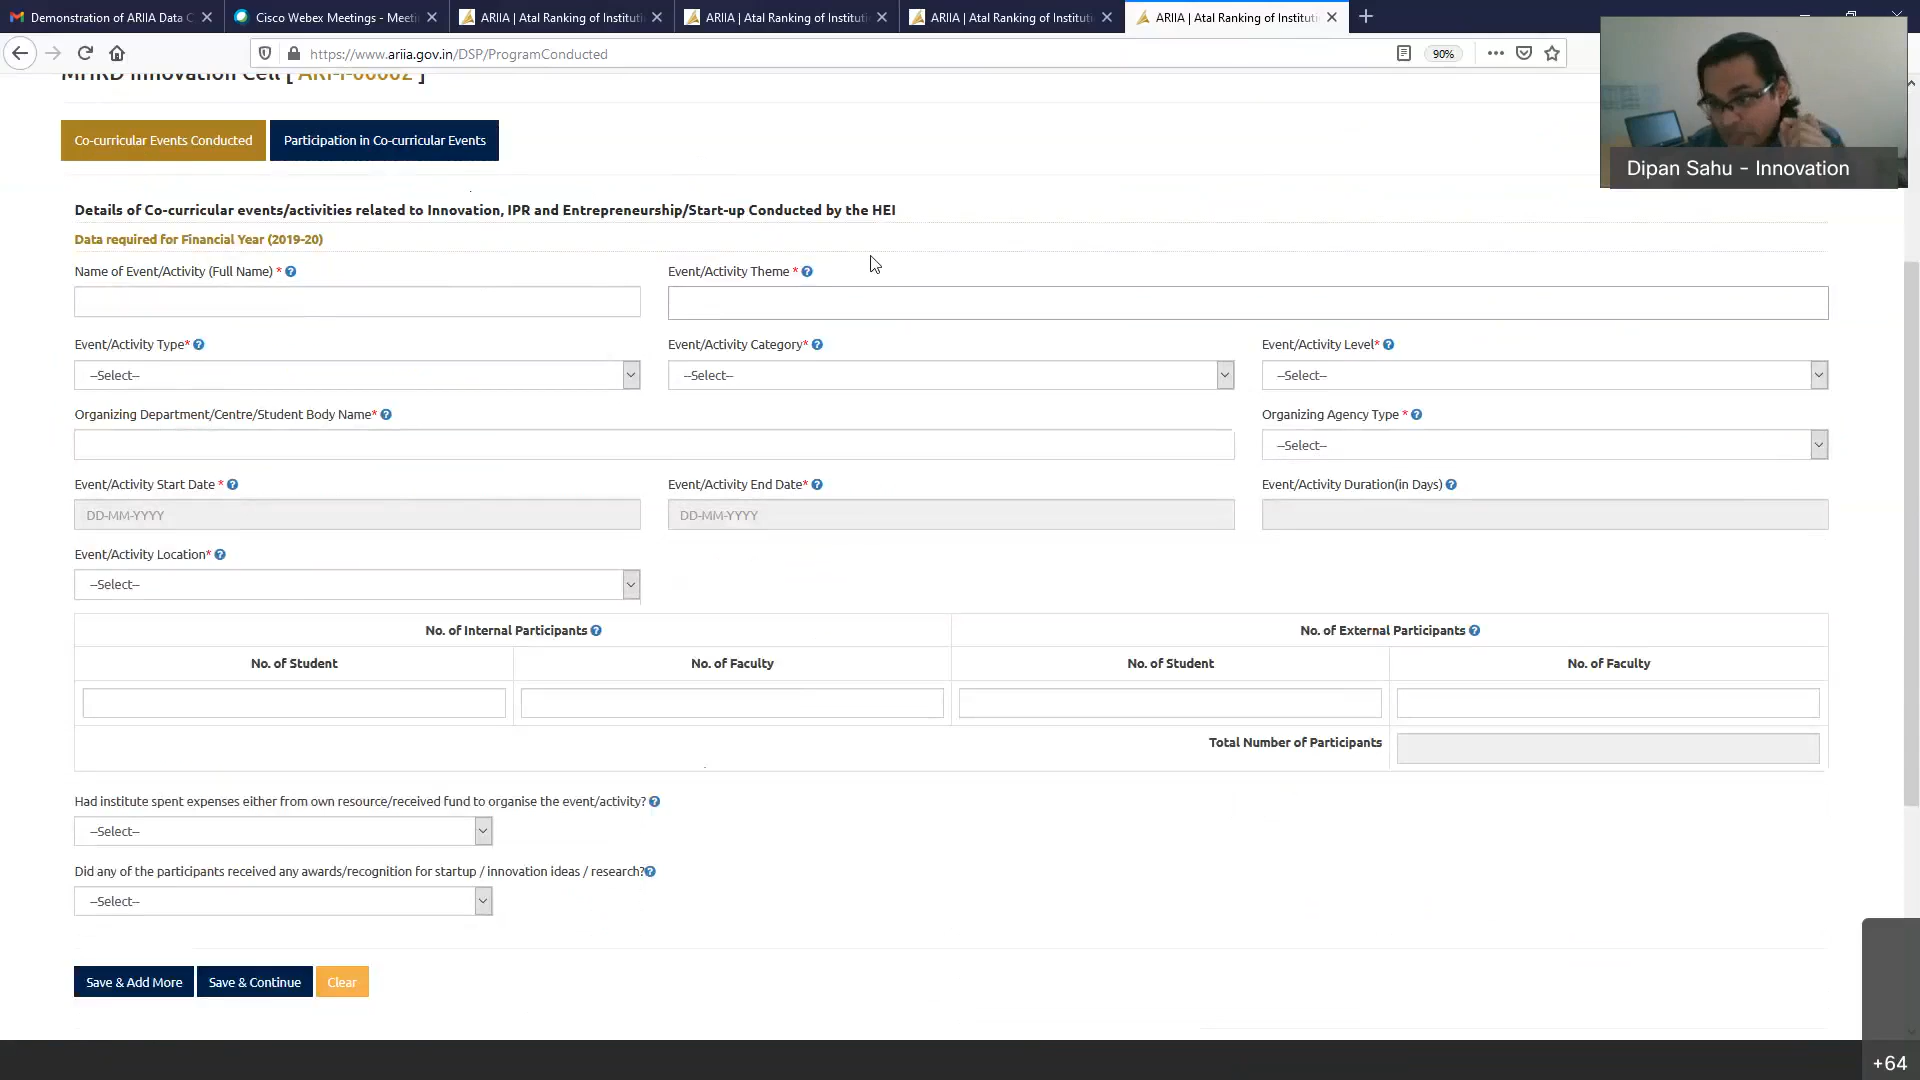 Demonstration of ARIIA Data C
Cisco Webex Meetings - Meeti
ARIIA | Atal Ranking of Instituti
ARIIA | Atal Ranking of Instituti
ARIIA | Atal Ranking of Instituti
ARIIA | Atal Ranking of Instituti
https://www.ariia.gov.in/DSP/ProgramConducted
90%
MHRD Innovation Cell [ ARI-I-00002 ]
Dipan Sahu - Innovation
Co-curricular Events Conducted
Participation in Co-curricular Events
Details of Co-curricular events/activities related to Innovation, IPR and Entrepreneurship/Start-up Conducted by the HEI
Data required for Financial Year (2019-20)
Name of Event/Activity (Full Name) * ?
Event/Activity Theme * ?
Event/Activity Type* ?
Event/Activity Category* ?
Event/Activity Level* ?
--Select--
--Select--
--Select--
Organizing Department/Centre/Student Body Name* ?
Organizing Agency Type * ?
--Select--
Event/Activity Start Date * ?
Event/Activity End Date* ?
Event/Activity Duration(in Days) ?
DD-MM-YYYY
DD-MM-YYYY
Event/Activity Location* ?
--Select--
No. of Internal Participants ?
No. of External Participants ?
No. of Student
No. of Faculty
No. of Student
No. of Faculty
Total Number of Participants
Had institute spent expenses either from own resource/received fund to organise the event/activity? ?
--Select--
Did any of the participants received any awards/recognition for startup / innovation ideas / research? ?
--Select--
Save & Add More
Save & Continue
Clear
+64